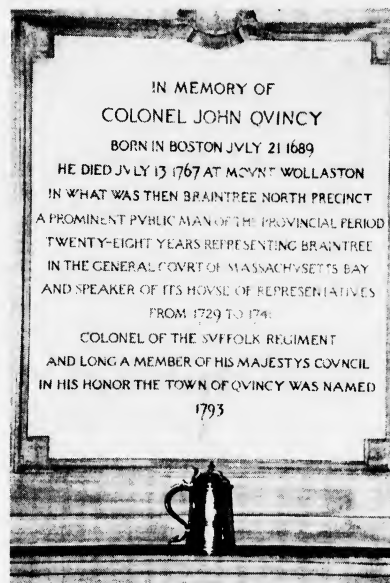 IN MEMORY OF
COLONEL JOHN QVINCY
BORN IN BOSTON JVLY 21 1689
HE DIED JVLY 13 1767 AT MOVNT WOLLASTON
IN WHAT WAS THEN BRAINTREE NORTH PRECINCT
A PROMINENT PVBLIC MAN OF THE PROVINCIAL PERIOD
TWENTY-EIGHT YEARS REPRESENTING BRAINTREE
IN THE GENERAL COVRT OF MASSACHVSETTS BAY
AND SPEAKER OF ITS HOVSE OF REPRESENTATIVES
FROM 1729 TO
COLONEL OF THE SVFFOLK REGIMENT
AND LONG A MEMBER OF HIS MAJESTYS COVNCIL
IN HIS HONOR THE TOWN OF QVINCY WAS NAMED
1793